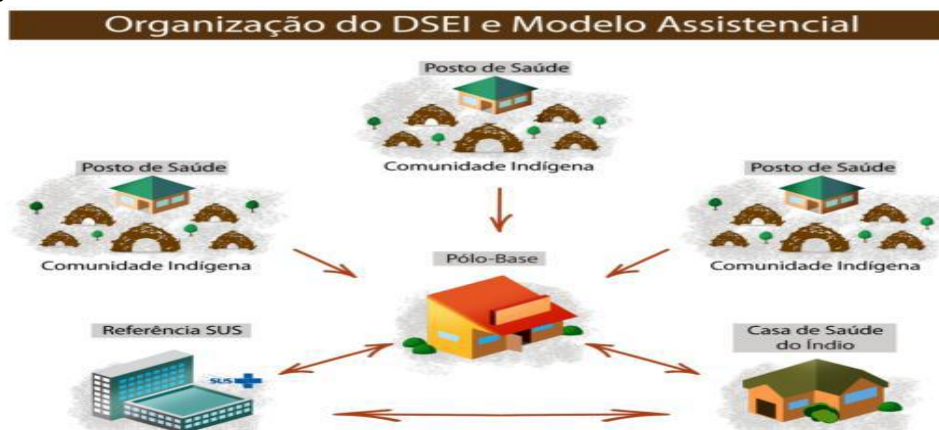 Organização do DSEI e Modelo Assistencial
Posto de Saúde
Comunidade Indígena
Posto de Saúde
Comunidade Indígena
Posto de Saúde
Comunidade Indígena
Pólo-Base
Referência SUS
SUS
Casa de Saúde
do Índio